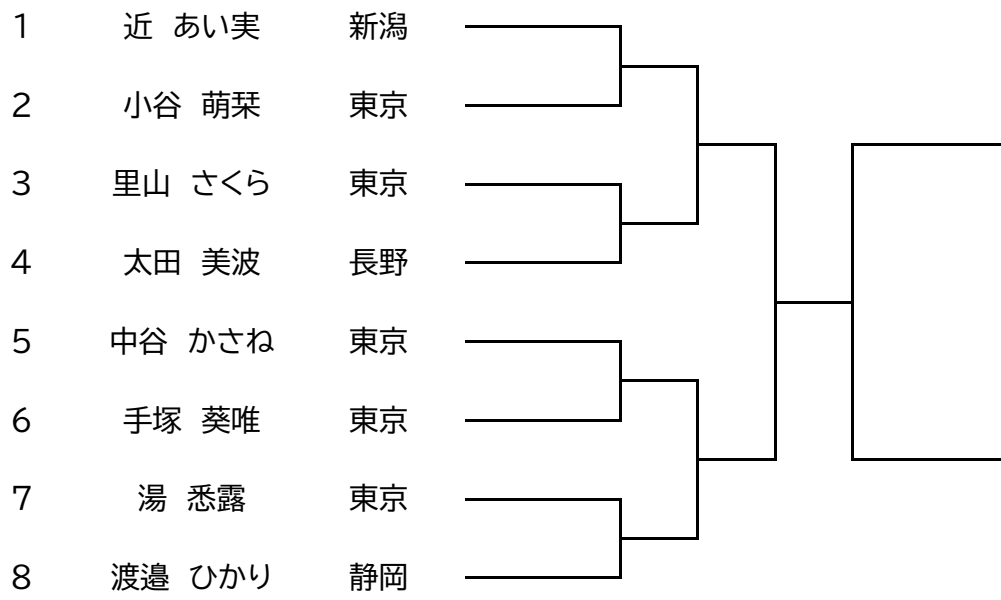 1 近 あい実 新潟
2 小谷 萌栞 東京
3 里山 さくら 東京
4 太田 美波 長野
5 中谷 かさね 東京
6 手塚 葵唯 東京
7 湯 悉露 東京
8 渡邉 ひかり 静岡